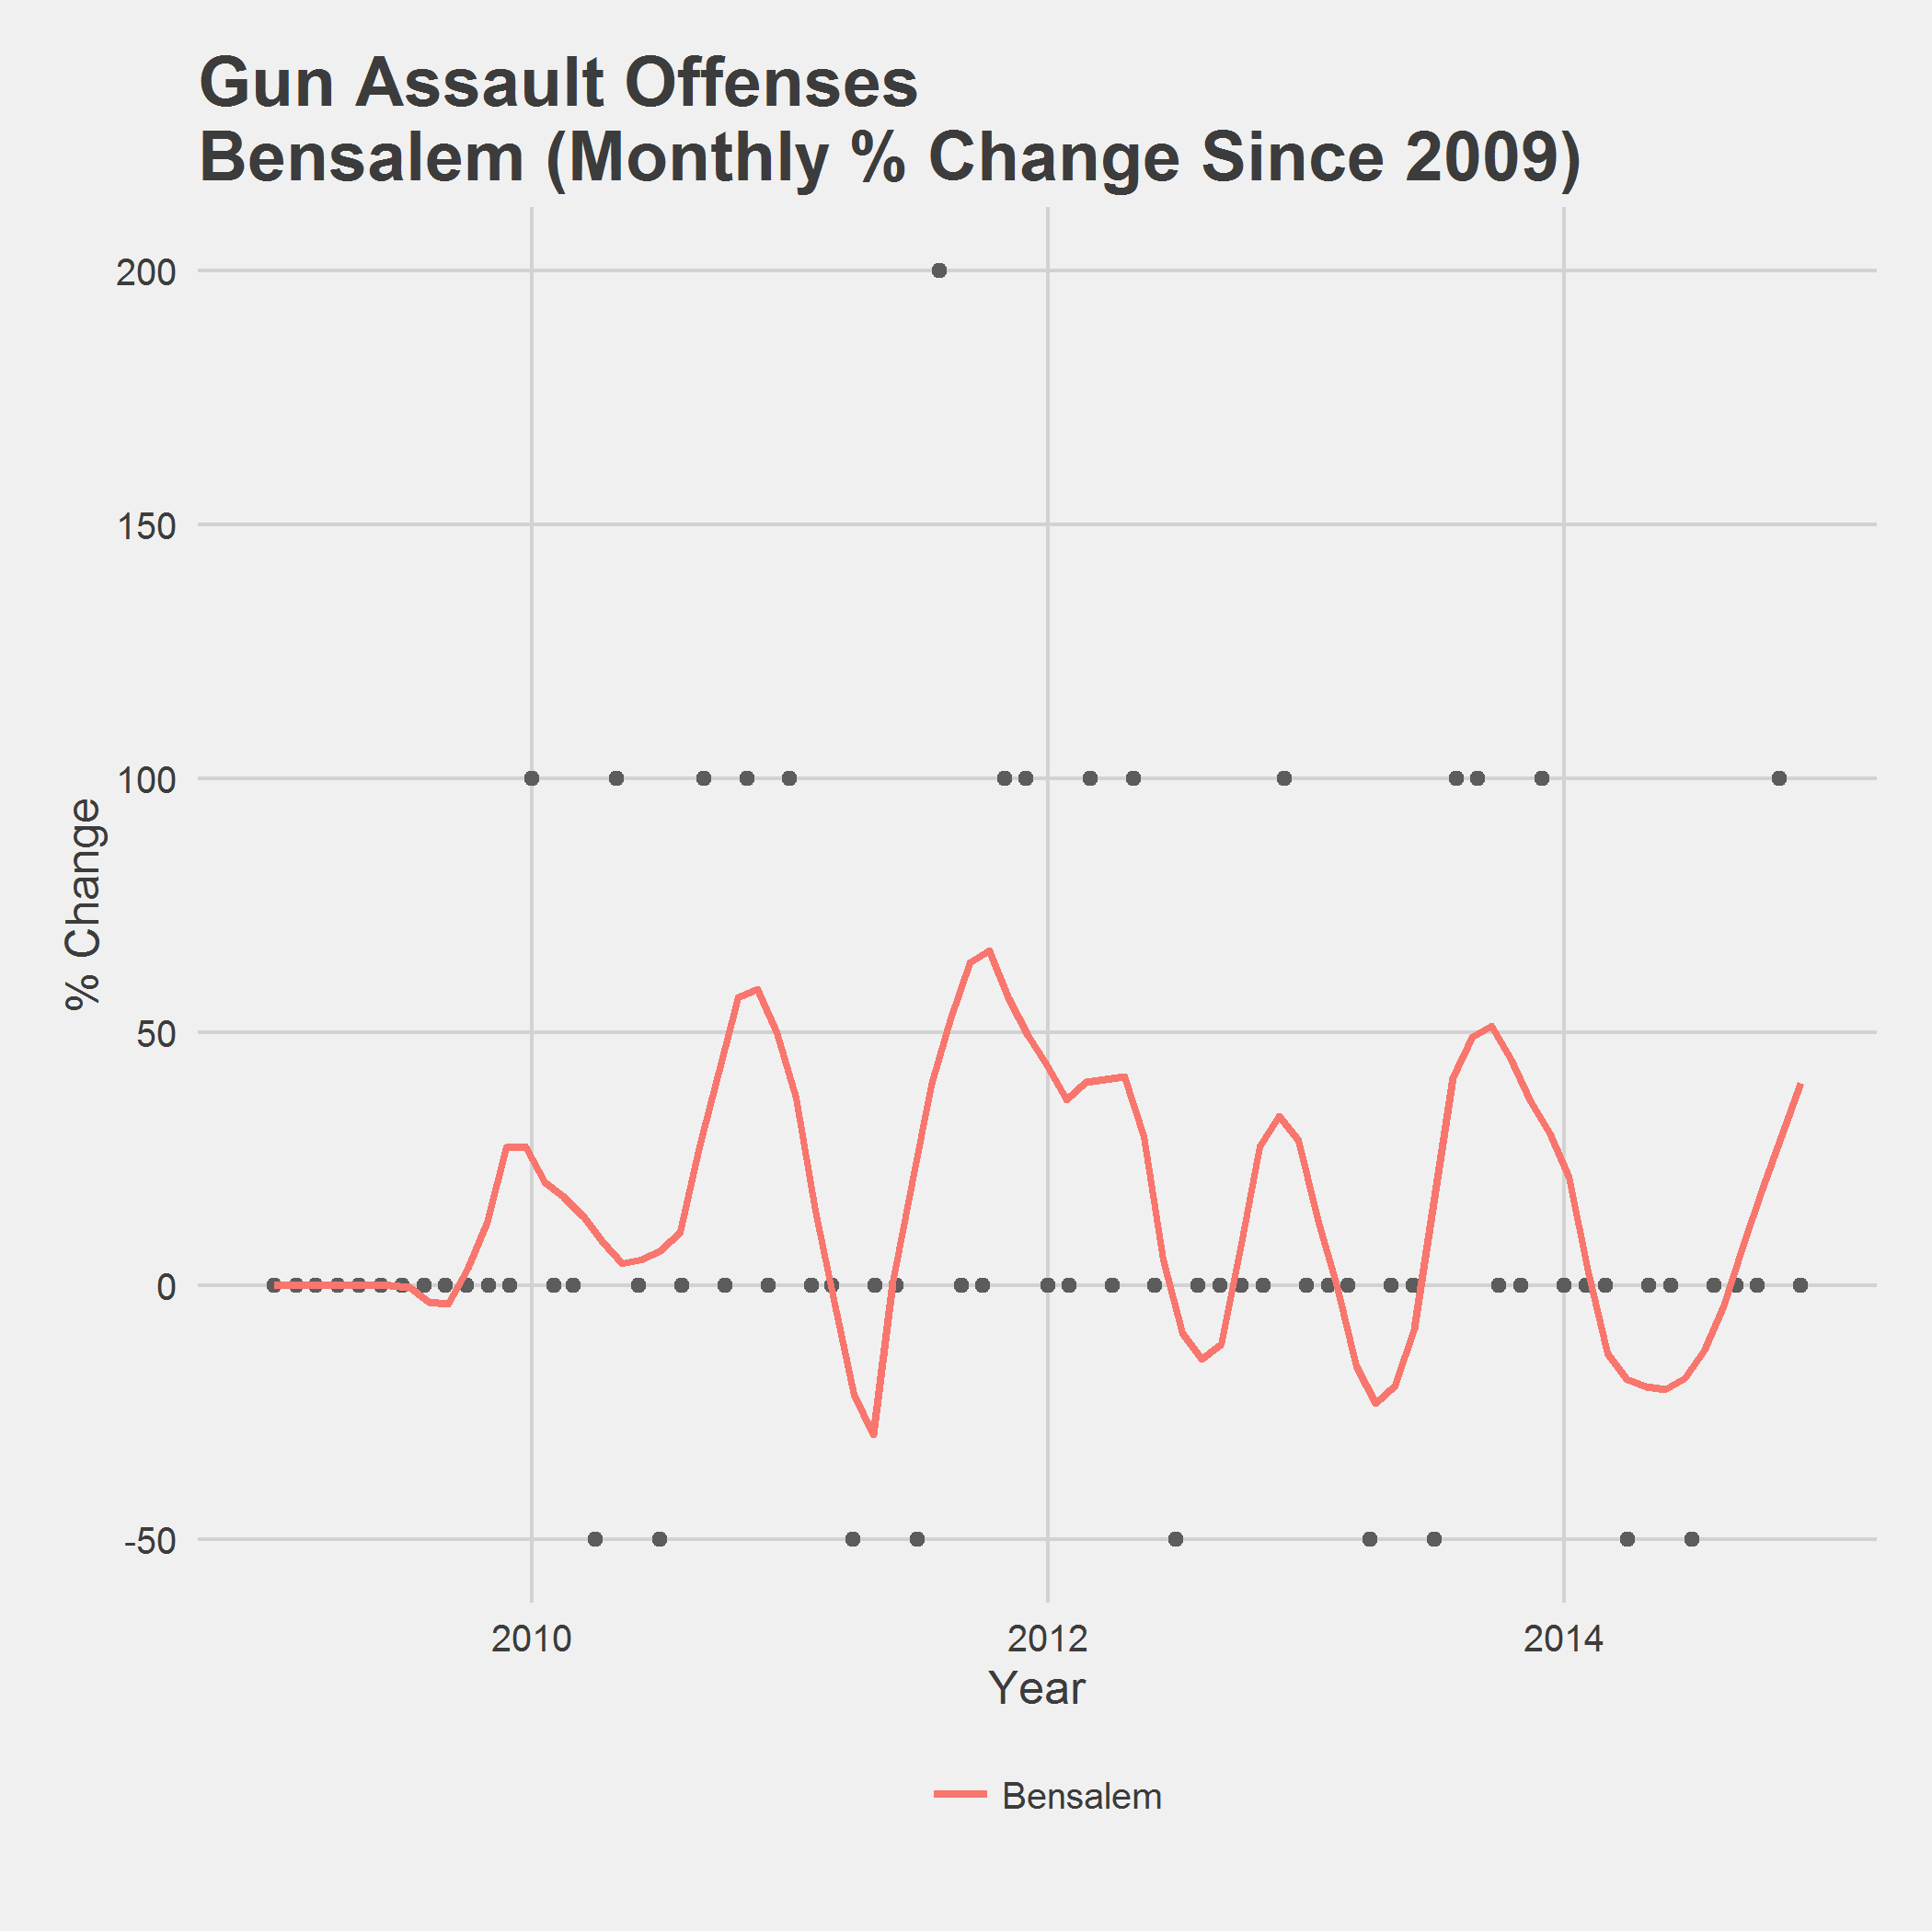 Gun Assault Offenses
Bensalem (Monthly % Change Since 2009)
200
150
100
50
0
-50
% Change
2010 2012 2014
Year
Bensalem